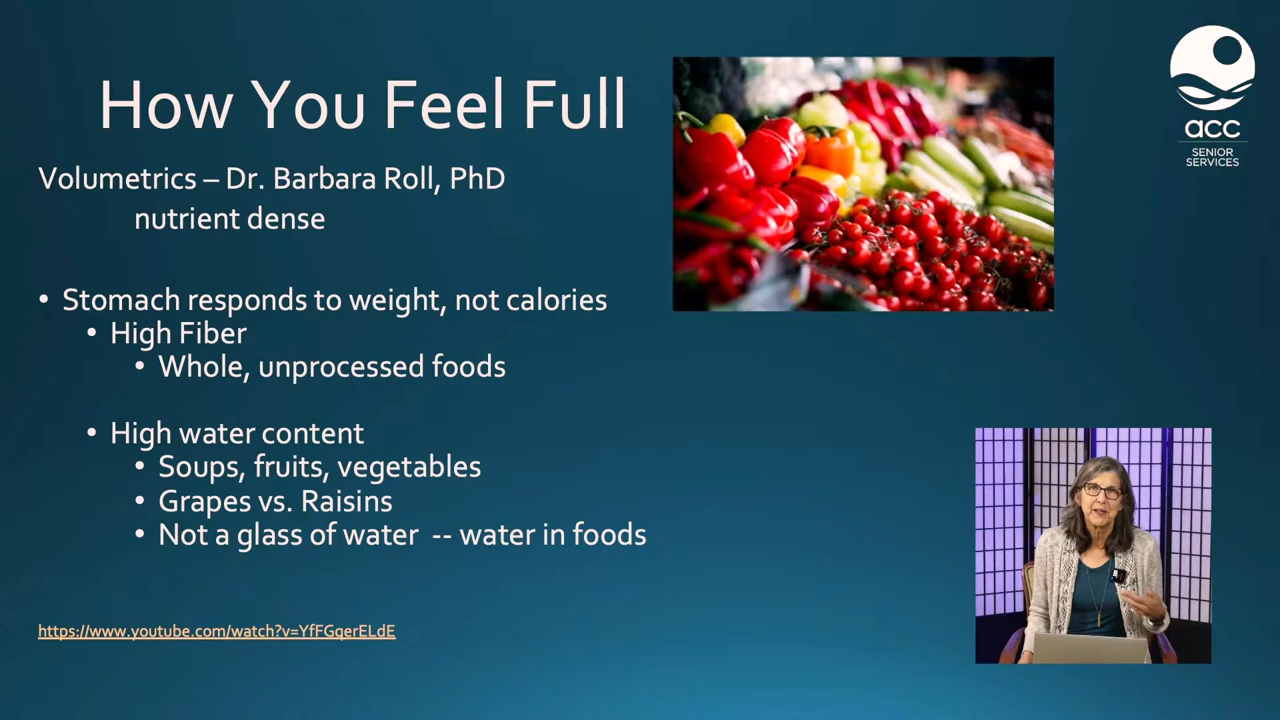 How You Feel Full
Volumetrics – Dr. Barbara Roll, PhD
nutrient dense
• Stomach responds to weight, not calories
• High Fiber
• Whole, unprocessed foods
• High water content
• Soups, fruits, vegetables
• Grapes vs. Raisins
• Not a glass of water -- water in foods
https://www.youtube.com/watch?v=YfFGqerELdE
acc
SENIOR
SERVICES